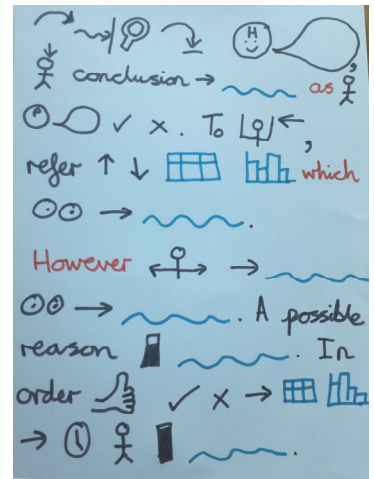 H
conclusion → as
To
refer ↑ ↓ which
→ .
However →
→ . A possible
reason . In
order →
→ .